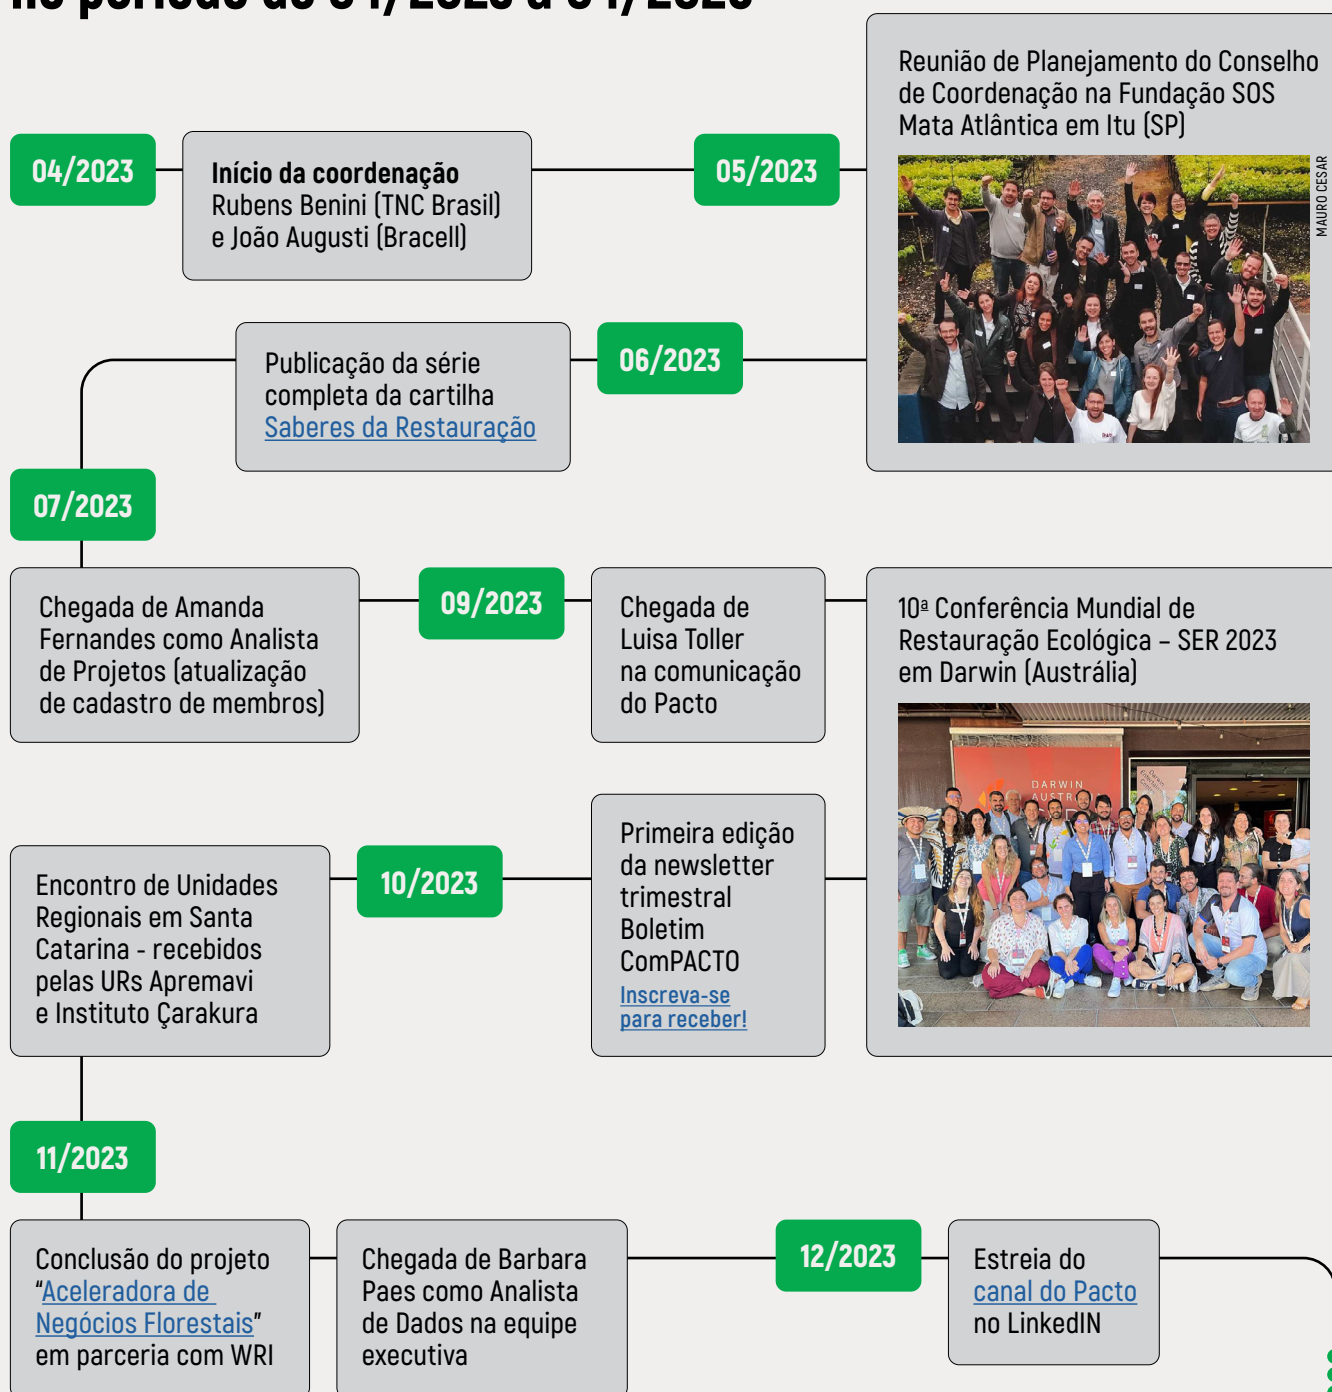 no período de 04/2023 a 04/2025
04/2023
Início da coordenação
Rubens Benini (TNC Brasil)
e João Augusti (Bracell)
05/2023
Reunião de Planejamento do Conselho
de Coordenação na Fundação SOS
Mata Atlântica em Itu (SP)
MAURO CESAR
06/2023
Publicação da série
completa da cartilha
Saberes da Restauração
07/2023
Chegada de Amanda
Fernandes como Analista
de Projetos (atualização
de cadastro de membros)
09/2023
Chegada de
Luisa Toller
na comunicação
do Pacto
10ª Conferência Mundial de
Restauração Ecológica – SER 2023
em Darwin (Austrália)
DARWIN
Primeira edição
da newsletter
trimestral
Boletim
ComPACTO
Inscreva-se
para receber!
10/2023
Encontro de Unidades
Regionais em Santa
Catarina - recebidos
pelas URs Apremavi
e Instituto Çarakura
11/2023
Conclusão do projeto
“Aceleradora de
Negócios Florestais”
em parceria com WRI
Chegada de Barbara
Paes como Analista
de Dados na equipe
executiva
12/2023
Estreia do
canal do Pacto
no LinkedIN